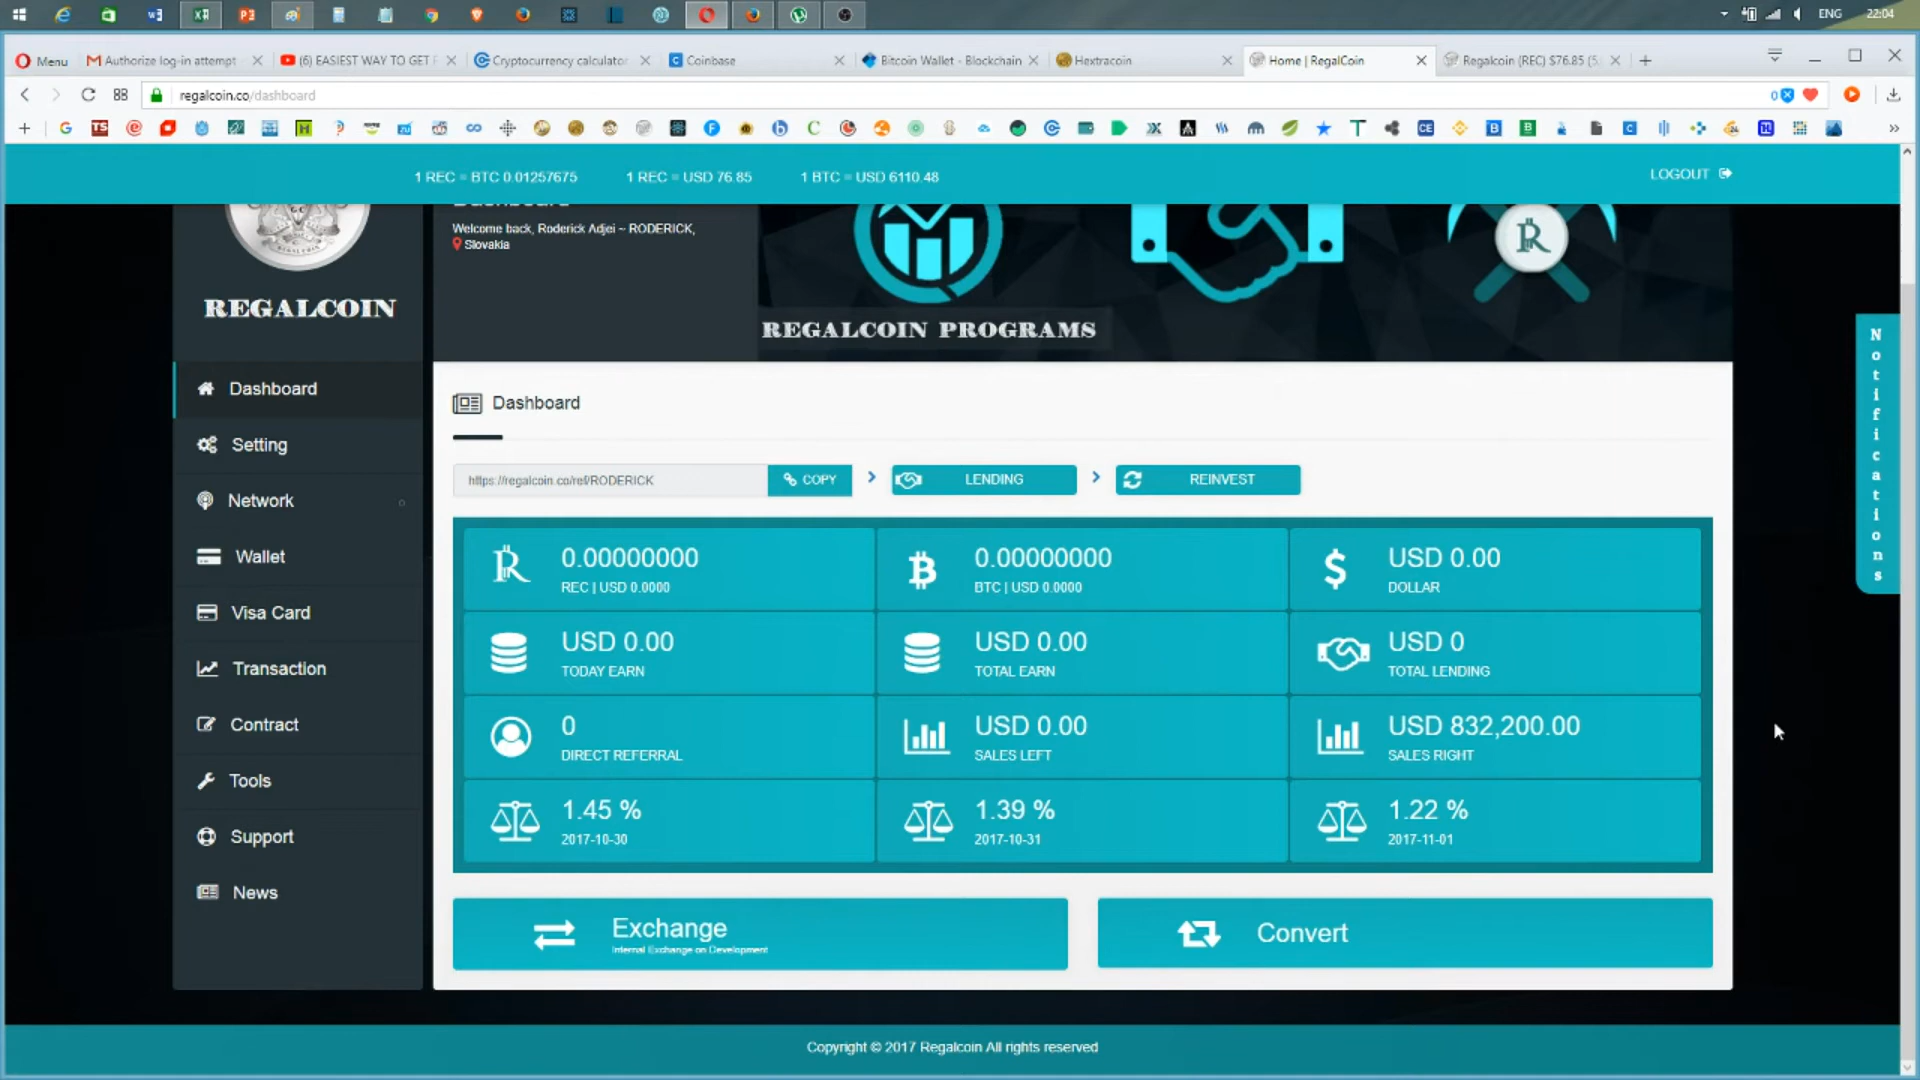 ENG
22:04
Menu
Authorize log-in attempt
(6) EASIEST WAY TO GET
Cryptocurrency calculator
Coinbase
Bitcoin Wallet - Blockchain
Hextracoin
Home | RegalCoin
Regalcoin (REC) $76.85 (5.
regalcoin.co/dashboard
0
1 REC = BTC 0.01257675
1 REC = USD 76.85
1 BTC = USD 6110.48
LOGOUT
Dashboard
Welcome back, Roderick Adjei ~ RODERICK,
Slovakia
REGALCOIN
REGALCOIN PROGRAMS
Notifications
Dashboard
Setting
Network
Wallet
Visa Card
Transaction
Contract
Tools
Support
News
Dashboard
https://regalcoin.co/ref/RODERICK
COPY
LENDING
REINVEST
0.00000000
REC | USD 0.0000
0.00000000
BTC | USD 0.0000
USD 0.00
DOLLAR
USD 0.00
TODAY EARN
USD 0.00
TOTAL EARN
USD 0
TOTAL LENDING
0
DIRECT REFERRAL
USD 0.00
SALES LEFT
USD 832,200.00
SALES RIGHT
1.45 %
2017-10-30
1.39 %
2017-10-31
1.22 %
2017-11-01
Exchange
Internal Exchange on Development
Convert
Copyright © 2017 Regalcoin All rights reserved